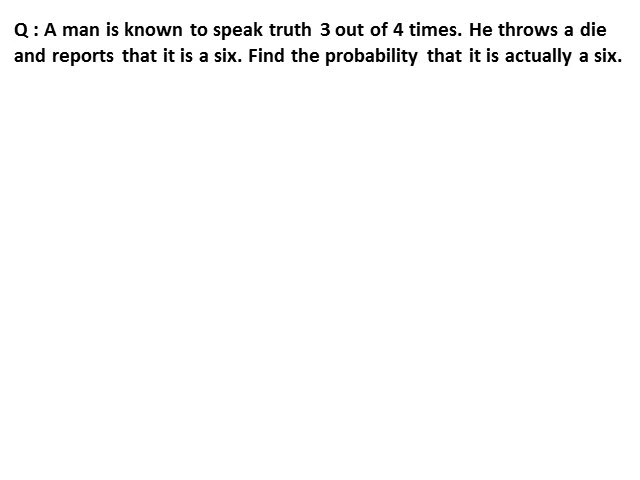 Q : A man is known to speak truth 3 out of 4 times. He throws a die
and reports that it is a six. Find the probability that it is actually a six.